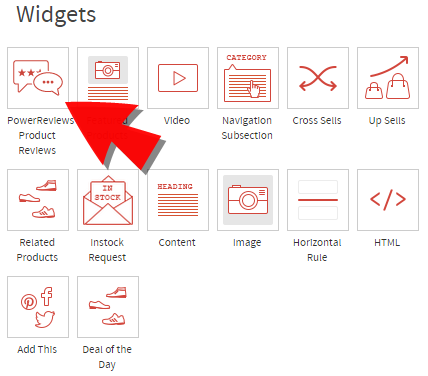 Widgets
CATEGORY
PowerReviews
Product
Reviews
Video
Navigation
Subsection
Cross Sells
Up Sells
IN
STOCK
HEADING
Related
Products
Instock
Request
Content
Image
Horizontal
Rule
HTML
</>
Add This
Deal of the
Day